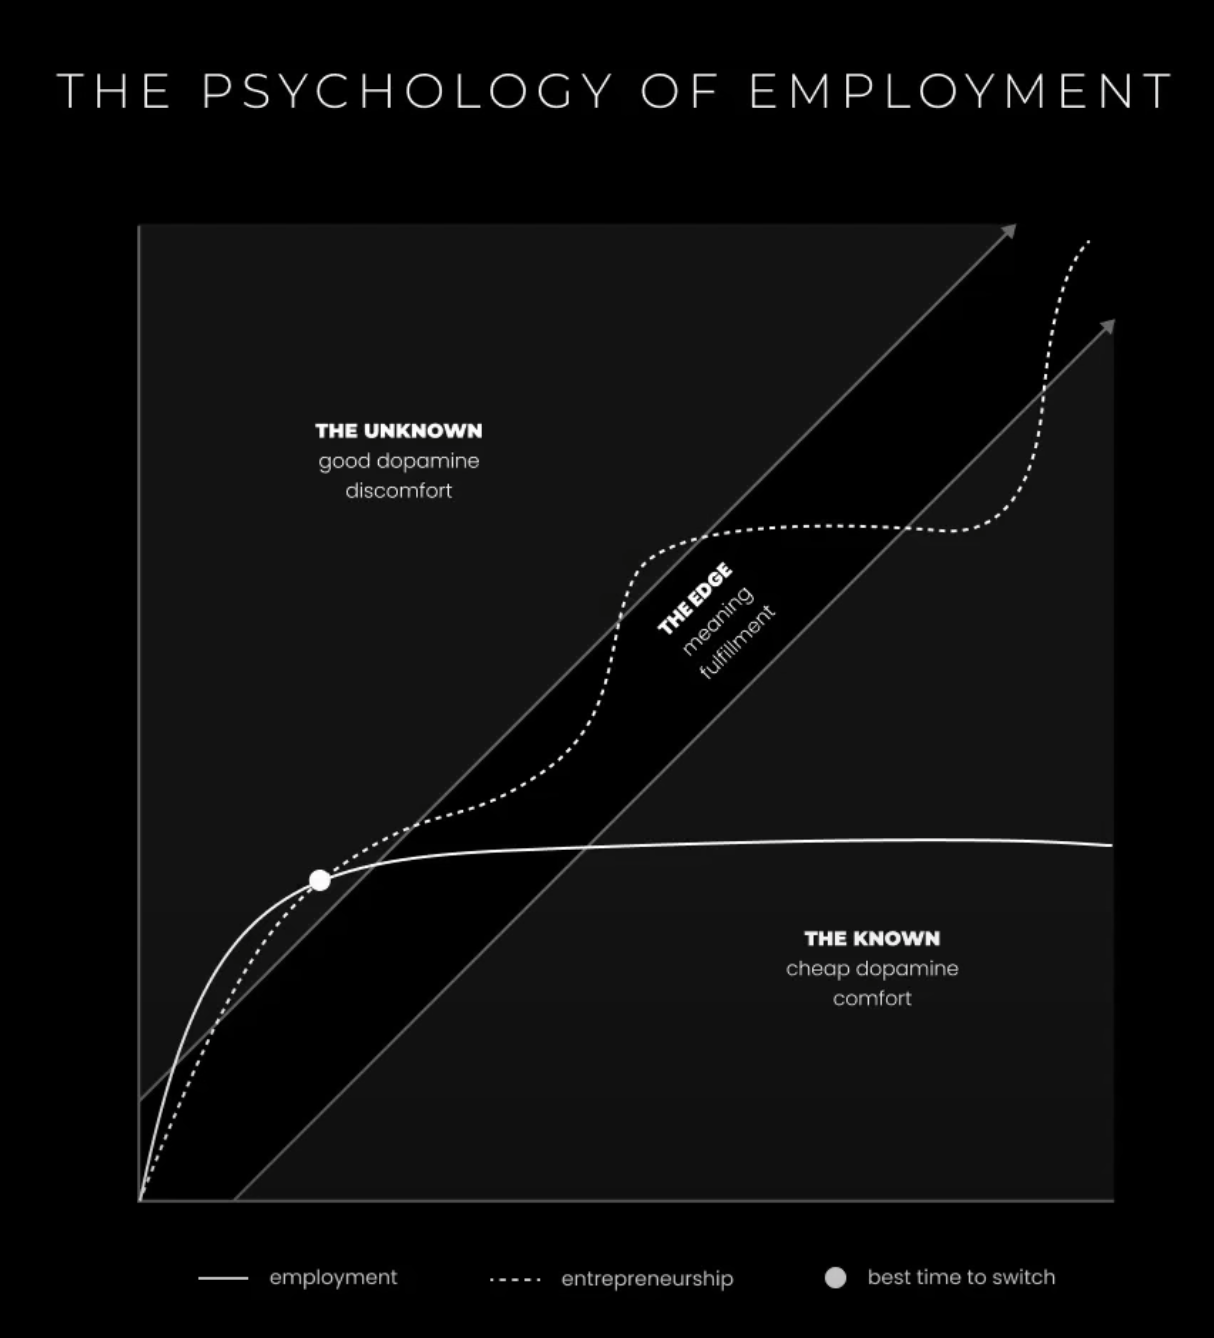 THE PSYCHOLOGY OF EMPLOYMENT
THE UNKNOWN
good dopamine
discomfort
THE EDGE
meaning
fulfillment
THE KNOWN
cheap dopamine
comfort
employment
entrepreneurship
best time to switch